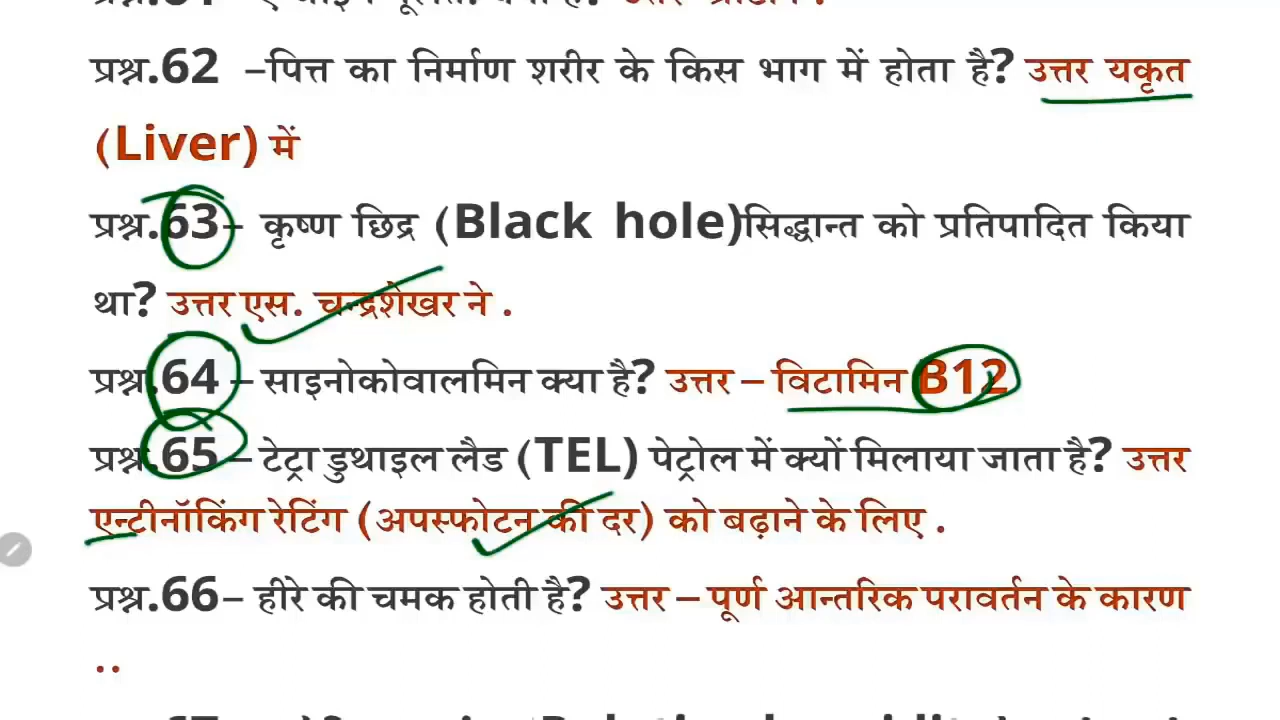 प्रश्न.62 –पित्त का निर्माण शरीर के किस भाग में होता है? उत्तर यकृत
(Liver) में
प्रश्न.63– कृष्ण छिद्र (Black hole)सिद्धान्त को प्रतिपादित किया
था? उत्तर एस. चन्द्रशेखर ने .
प्रश्न.64 – साइनोकोवालमिन क्या है? उत्तर – विटामिन B12
प्रश्न.65 – टेट्रा डुथाइल लैड (TEL) पेट्रोल में क्यों मिलाया जाता है? उत्तर
एन्टीनॉकिंग रेटिंग (अपस्फोटन की दर) को बढ़ाने के लिए .
प्रश्न.66– हीरे की चमक होती है? उत्तर – पूर्ण आन्तरिक परावर्तन के कारण
..